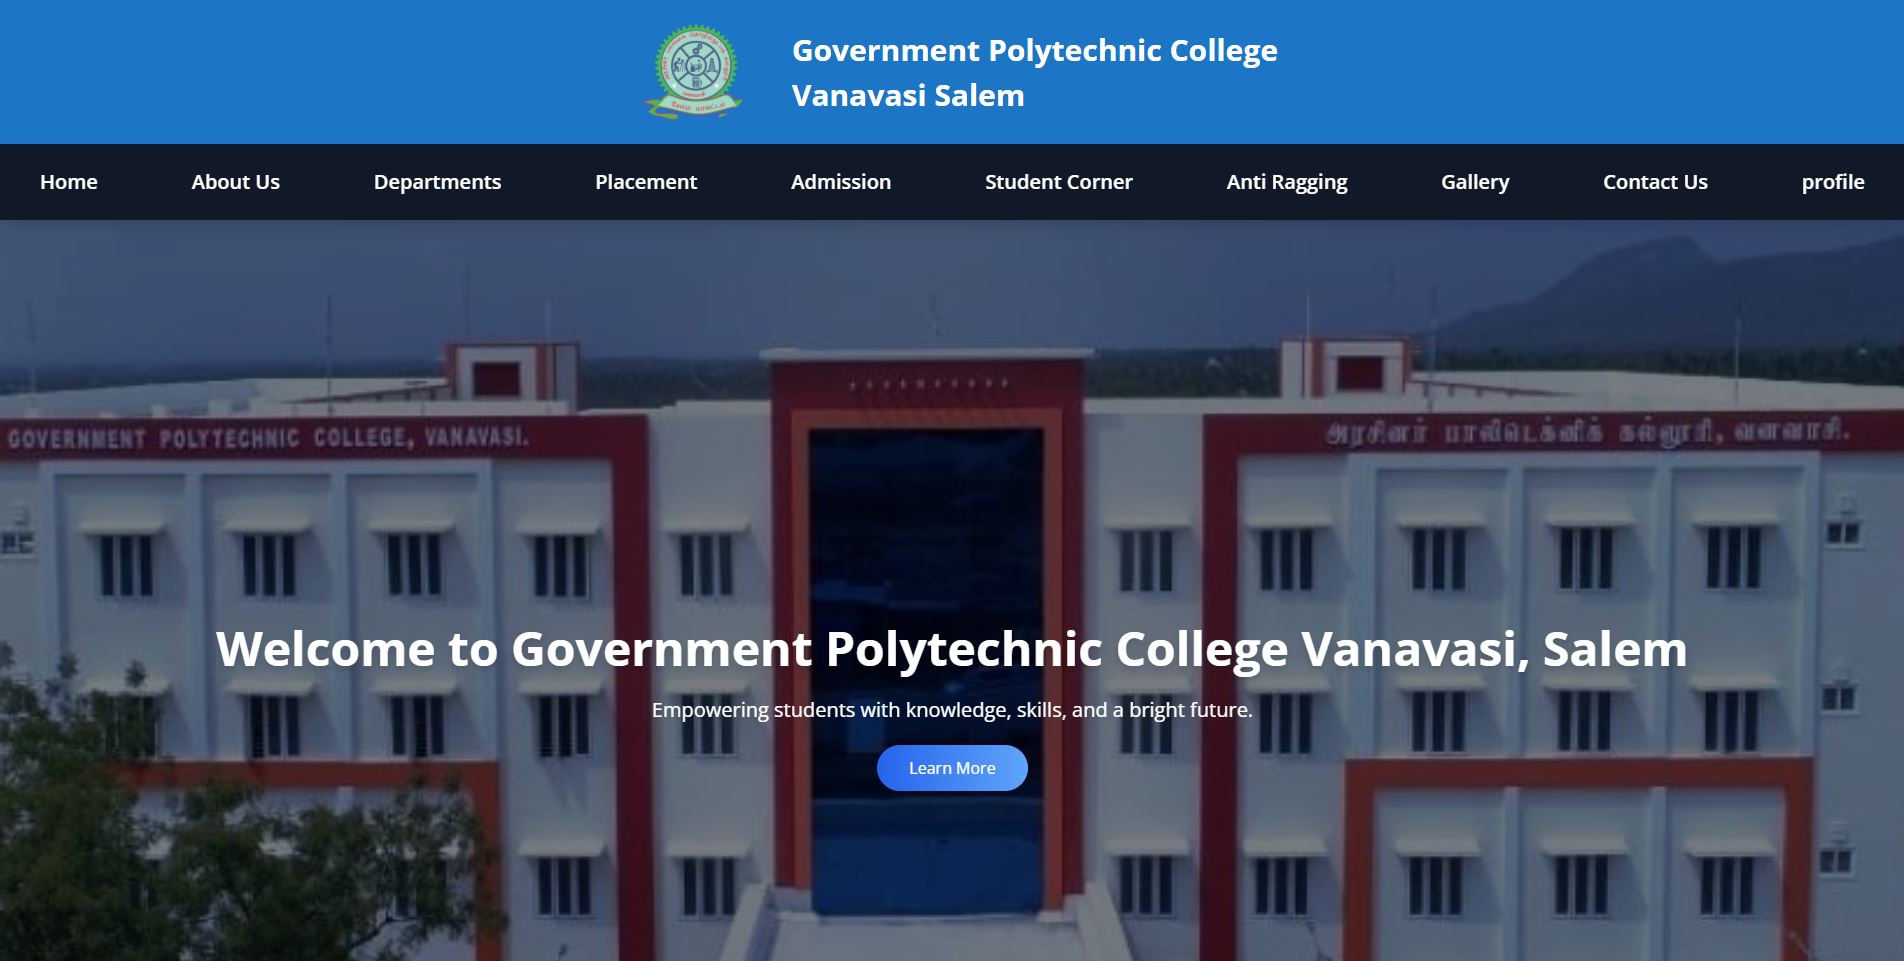 Government Polytechnic College
Vanavasi Salem
Home About Us Departments Placement Admission Student Corner Anti Ragging Gallery Contact Us profile
GOVERNMENT POLYTECHNIC COLLEGE, VANAVASI.
அரசினர் பாலிடெக்னிக் கல்லூரி, வனவாசி.
Welcome to Government Polytechnic College Vanavasi, Salem
Empowering students with knowledge, skills, and a bright future.
Learn More